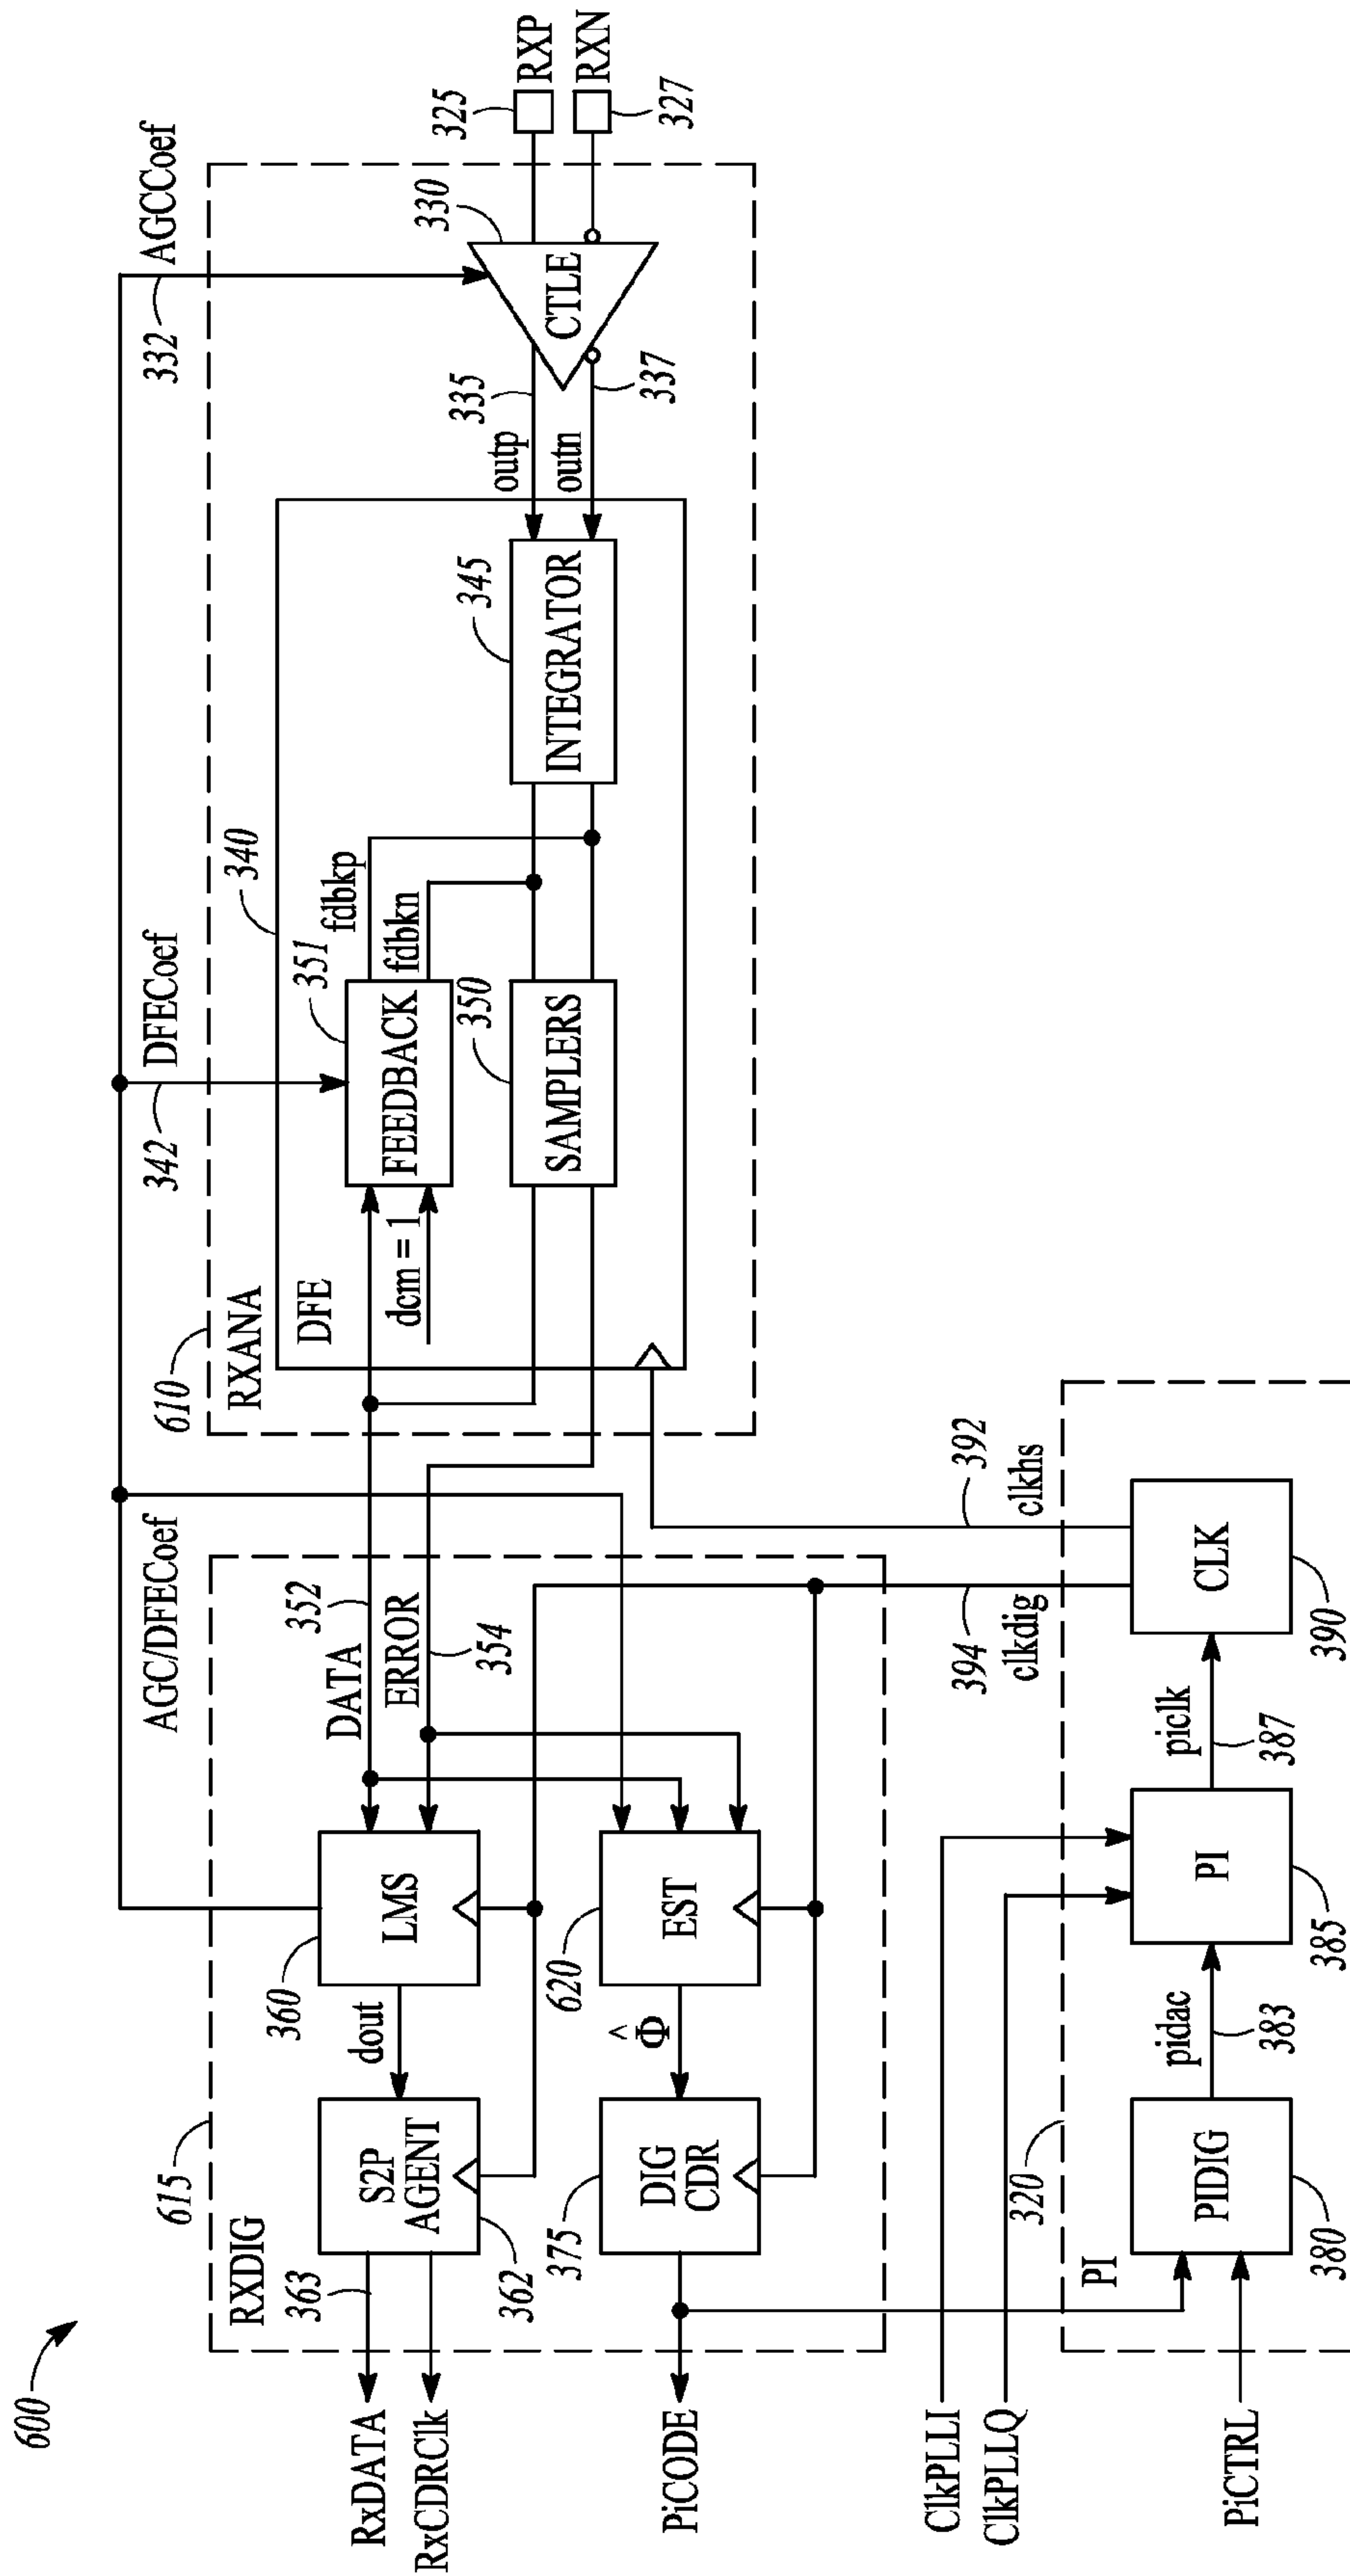 600
615
RXDIG
RxDATA
363
RxCDRClk
S2P
AGENT
362
dout
360
LMS
AGC/DFECoef
DATA
352
ERROR
354
PiCODE
375
DIG
CDR
^
Φ
620
EST
610
RXANA
DFE
342
DFECoef
dcm = 1
351
FEEDBACK
fdbkp
fdbkn
340
350
SAMPLERS
345
INTEGRATOR
332
AGCCoef
outp
335
outn
337
330
CTLE
325
RXP
RXN
327
ClkPLLI
ClkPLLQ
PiCTRL
320
PI
PIDIG
380
pidac
383
PI
385
piclk
387
CLK
390
394
clkdig
392
clkhs